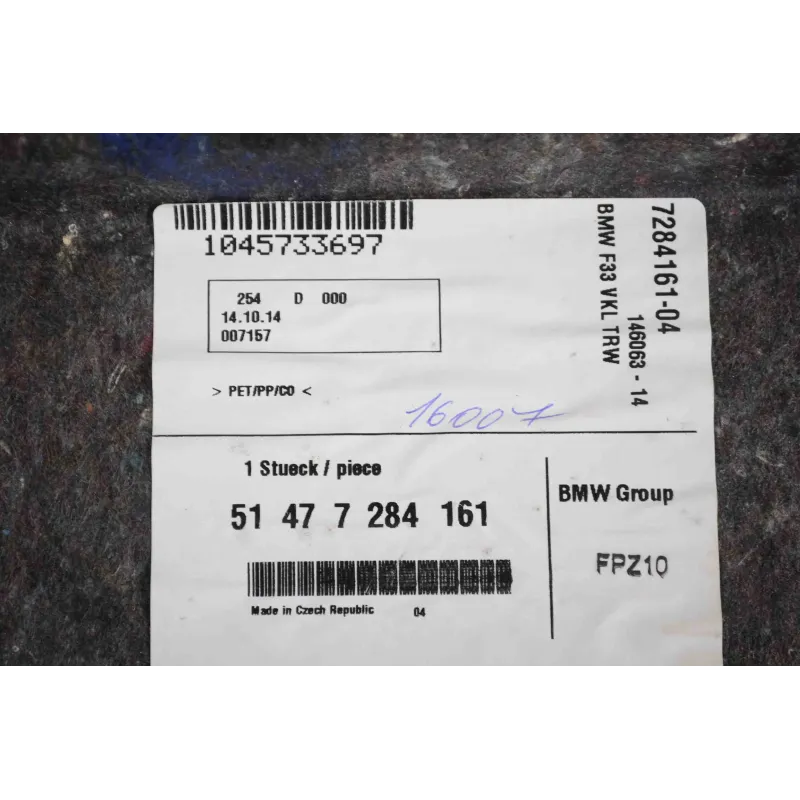 1045733697
254 D 000
14.10.14
007157
> PET/PP/CO <
16007
7284161-04
146063 - 14
BMW F33 VKL TRW
1 Stueck / piece
51 47 7 284 161
Made in Czech Republic 04
BMW Group
FPZ10